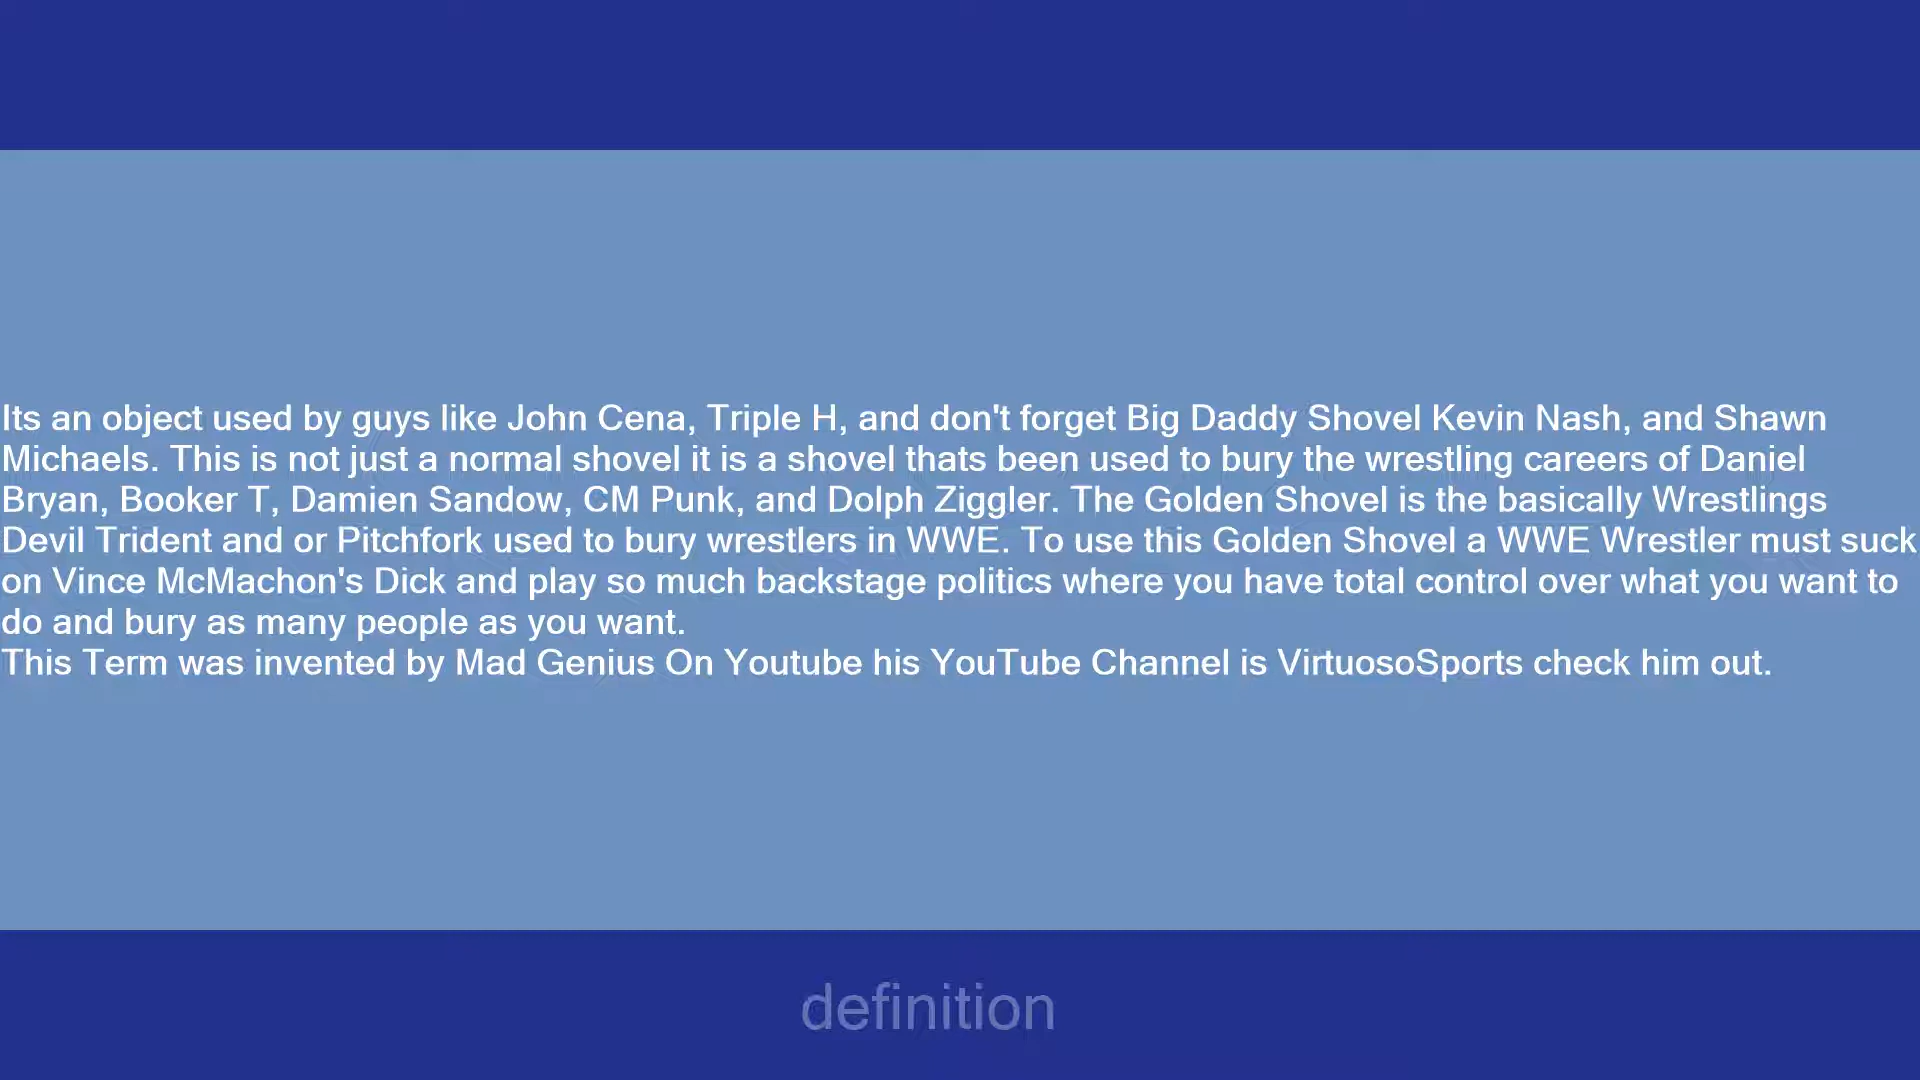 Its an object used by guys like John Cena, Triple H, and don't forget Big Daddy Shovel Kevin Nash, and Shawn
Michaels. This is not just a normal shovel it is a shovel thats been used to bury the wrestling careers of Daniel
Bryan, Booker T, Damien Sandow, CM Punk, and Dolph Ziggler. The Golden Shovel is the basically Wrestlings
Devil Trident and or Pitchfork used to bury wrestlers in WWE. To use this Golden Shovel a WWE Wrestler must suck
on Vince McMachon's Dick and play so much backstage politics where you have total control over what you want to
do and bury as many people as you want.
This Term was invented by Mad Genius On Youtube his YouTube Channel is VirtuosoSports check him out.
definition